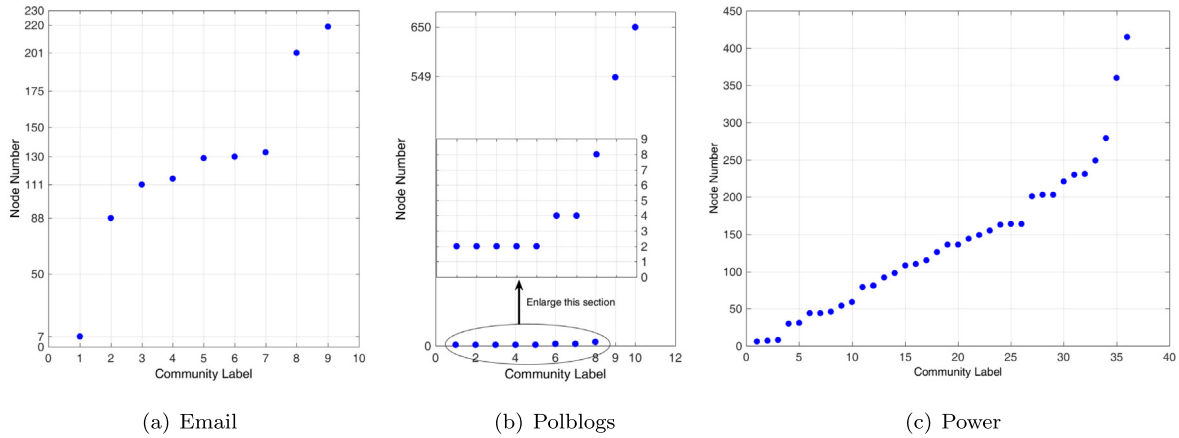 230
220
201
175
150
130
111
88
50
7
0
0 1 2 3 4 5 6 7 8 9 10
Node Number
Community Label
(a) Email
650
549
0
9
8
7
6
5
4
3
2
1
0
Enlarge this section
0 2 4 6 8 10 12
Node Number
Community Label
(b) Polblogs
450
400
350
300
250
200
150
100
50
0
0 5 10 15 20 25 30 35 40
Node Number
Community Label
(c) Power